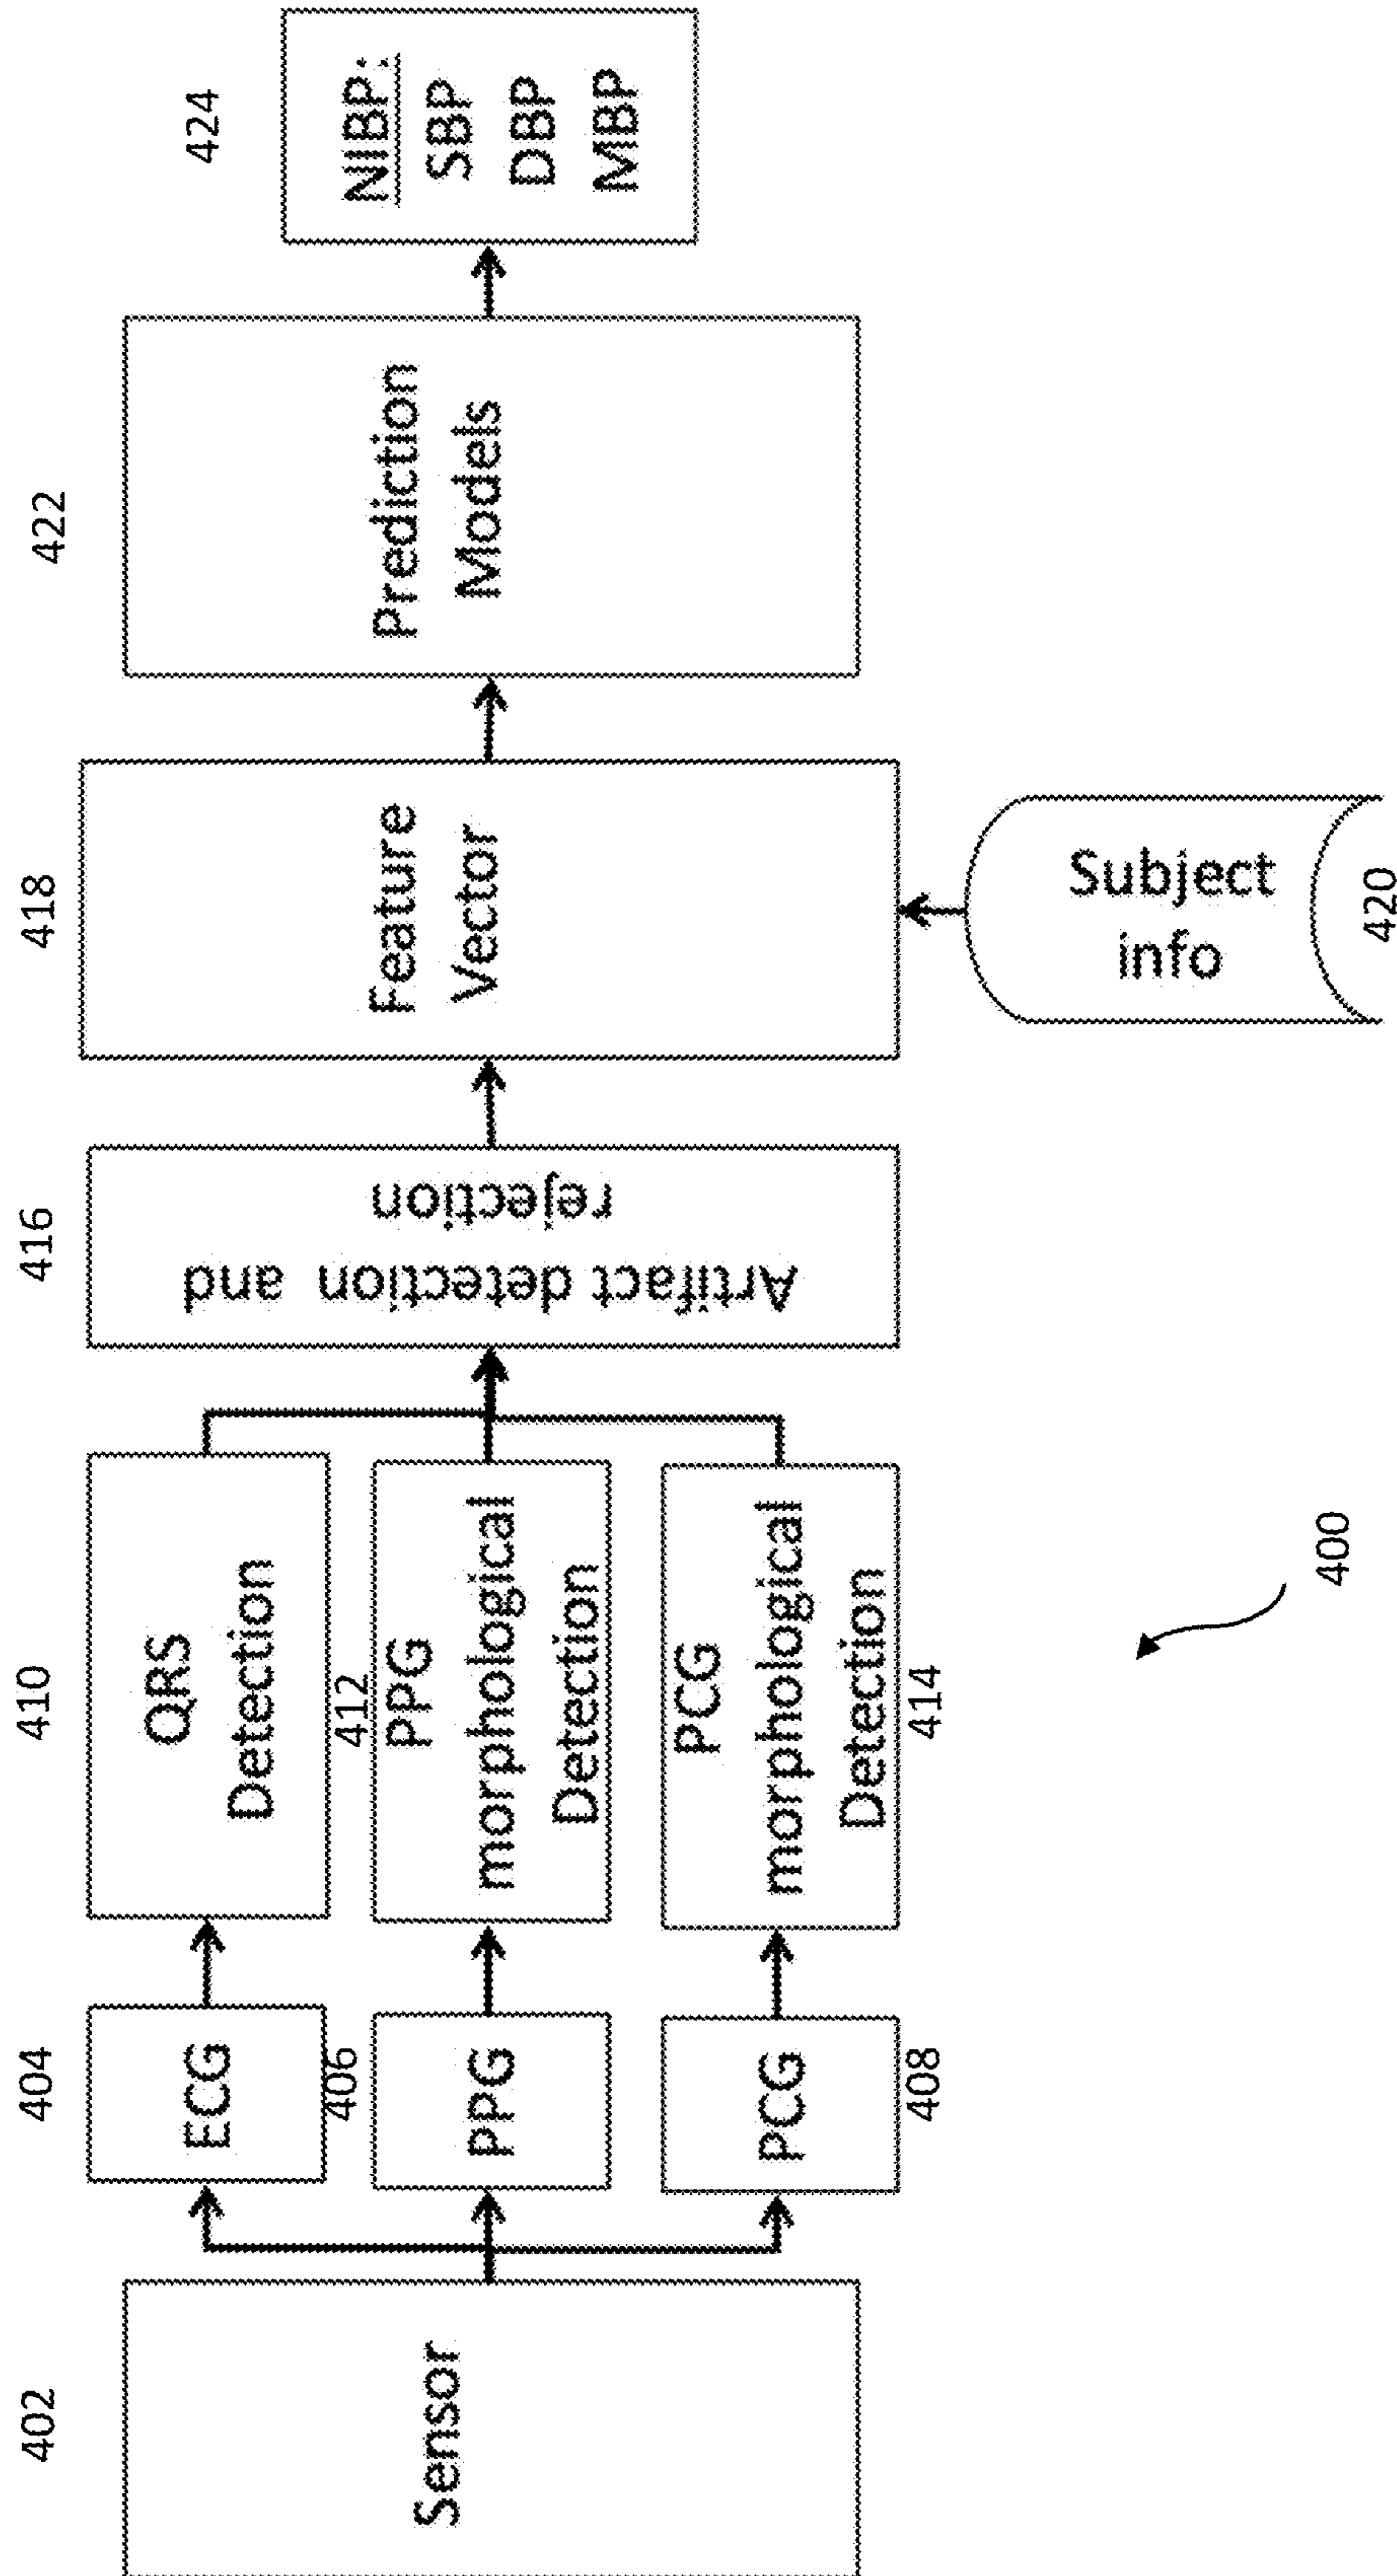 402
Sensor
404
ECG
406
PPG
PCG
408
410
QRS
Detection
412
PPG
morphological
Detection
PCG
morphological
Detection
414
416
Artifact detection and
rejection
418
Feature
Vector
Subject
info
420
422
Prediction
Models
424
NIBP:
SBP
DBP
MBP
400